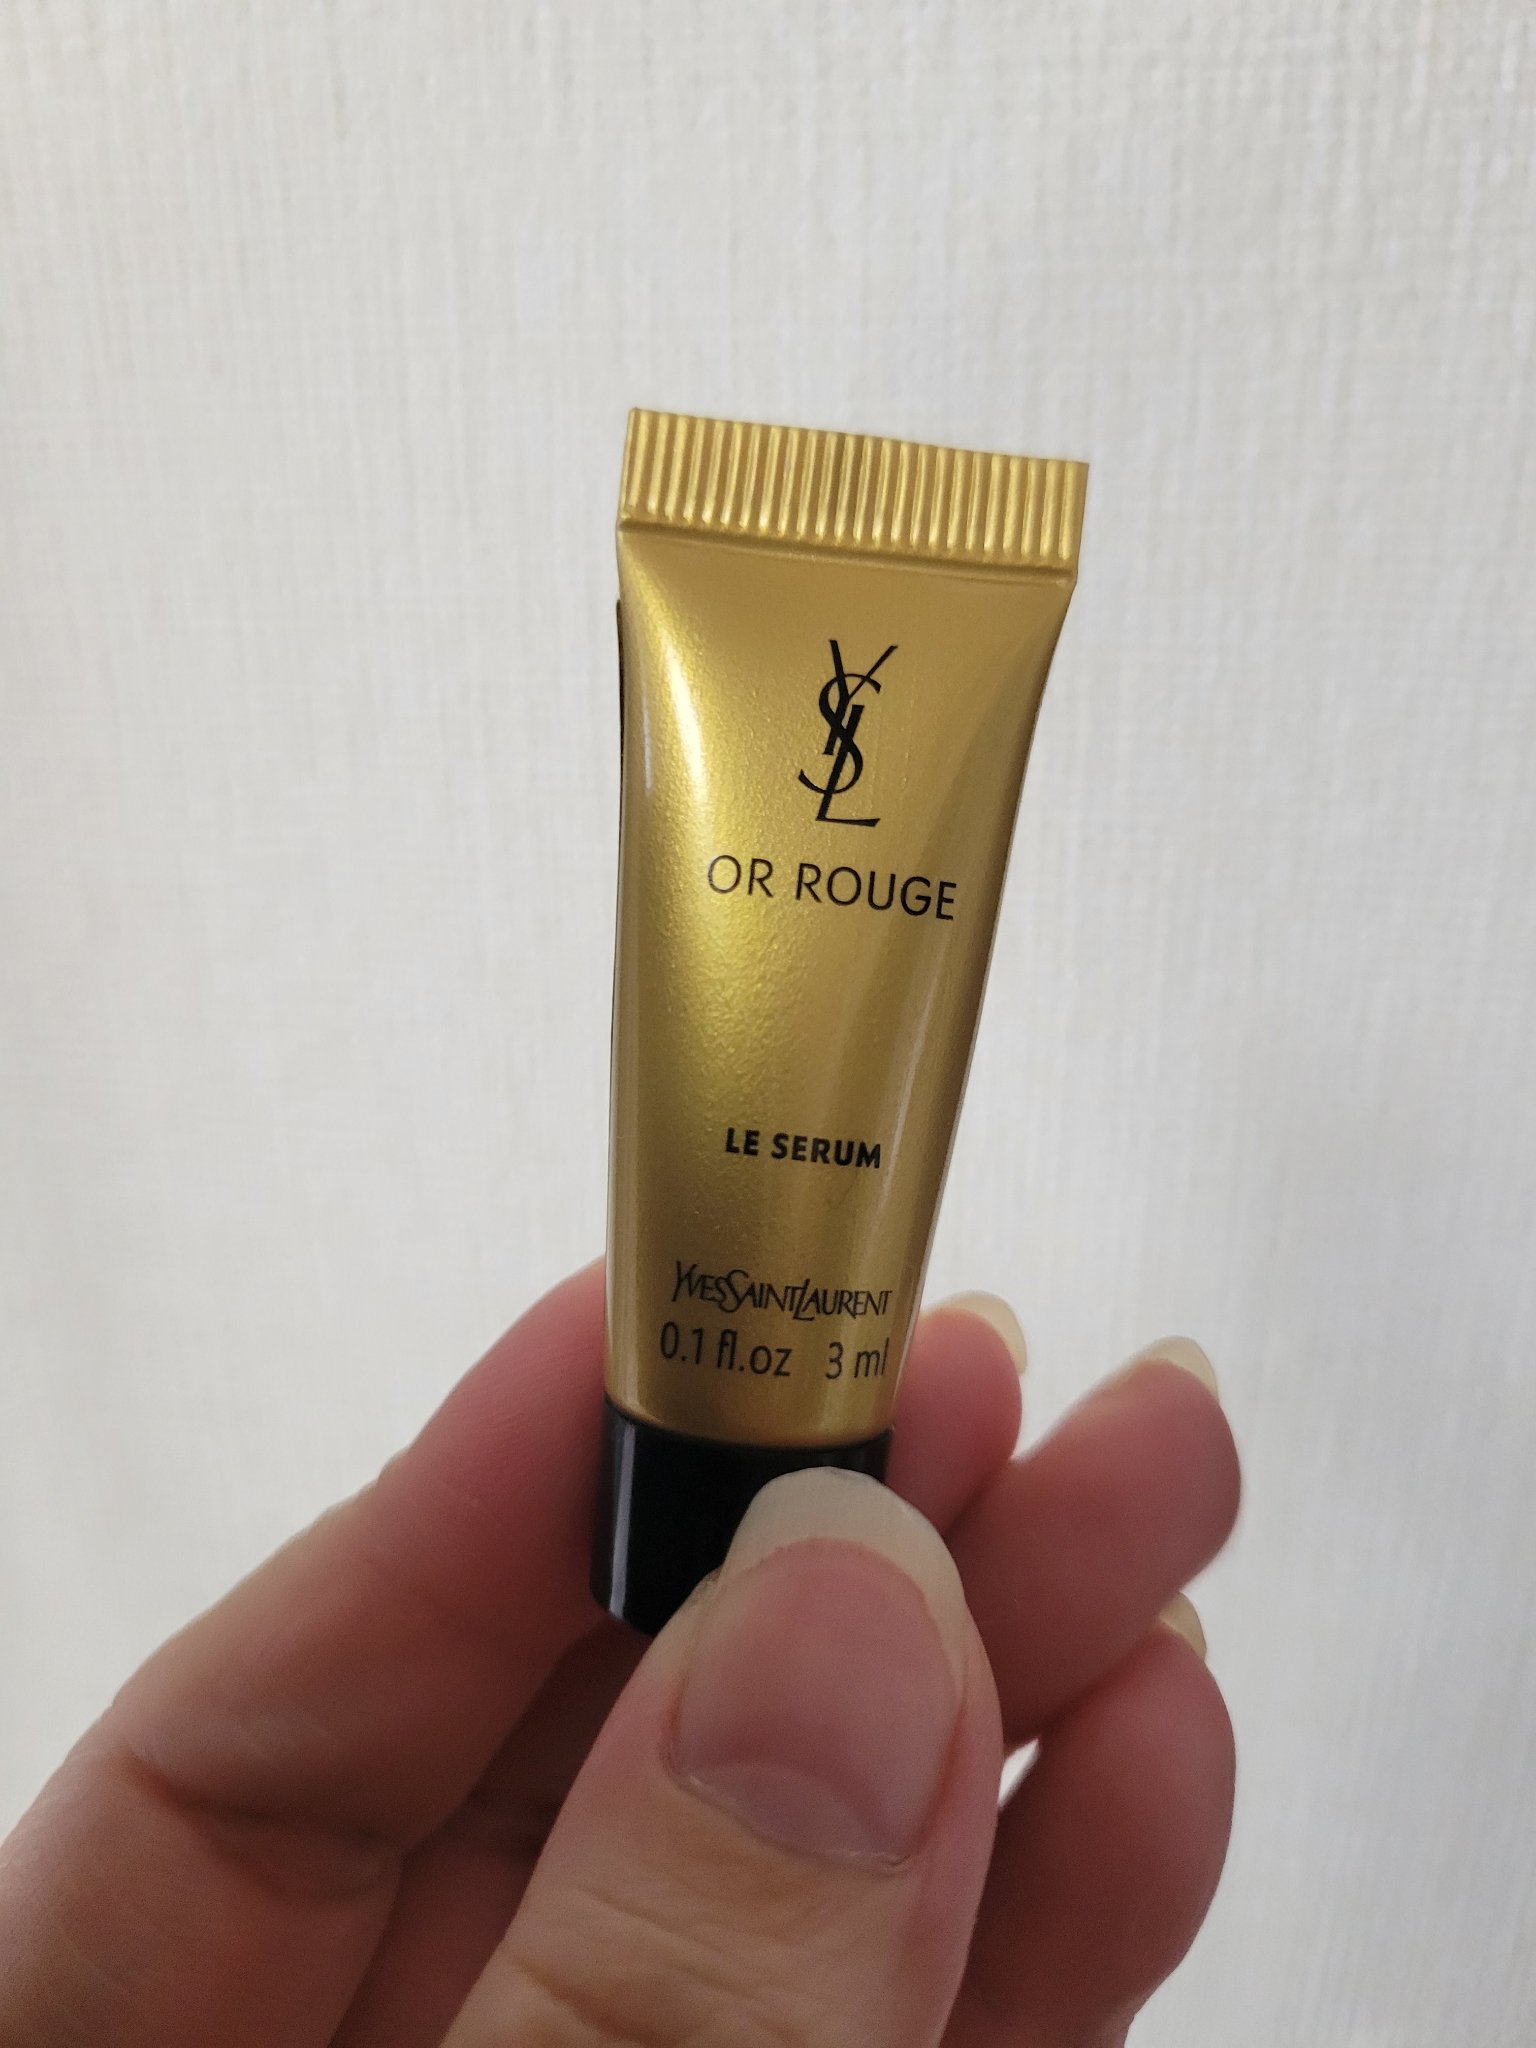 YSL
OR ROUGE
LE SERUM
YVESSAINTLAURENT
0.1 fl.oz 3 ml